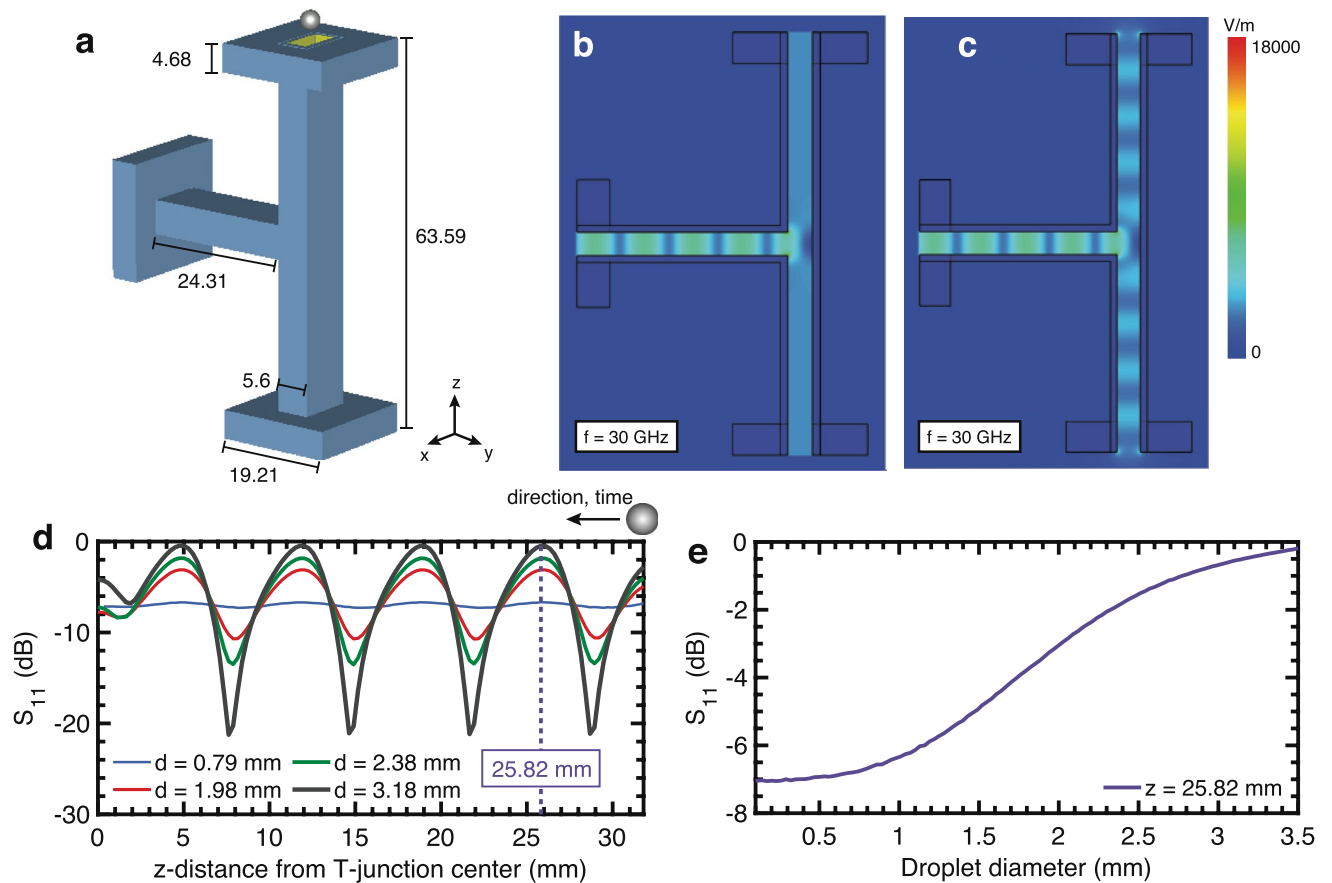 a
4.68
24.31
63.59
5.6
19.21
z
x
y
b
f = 30 GHz
c
f = 30 GHz
V/m
18000
0
d
direction, time
0
-10
-20
-30
S11 (dB)
25.82 mm
d = 0.79 mm
d = 2.38 mm
d = 1.98 mm
d = 3.18 mm
0 5 10 15 20 25 30
z-distance from T-junction center (mm)
e
0
-2
-4
-6
-8
S11 (dB)
z = 25.82 mm
0.5 1 1.5 2 2.5 3 3.5
Droplet diameter (mm)